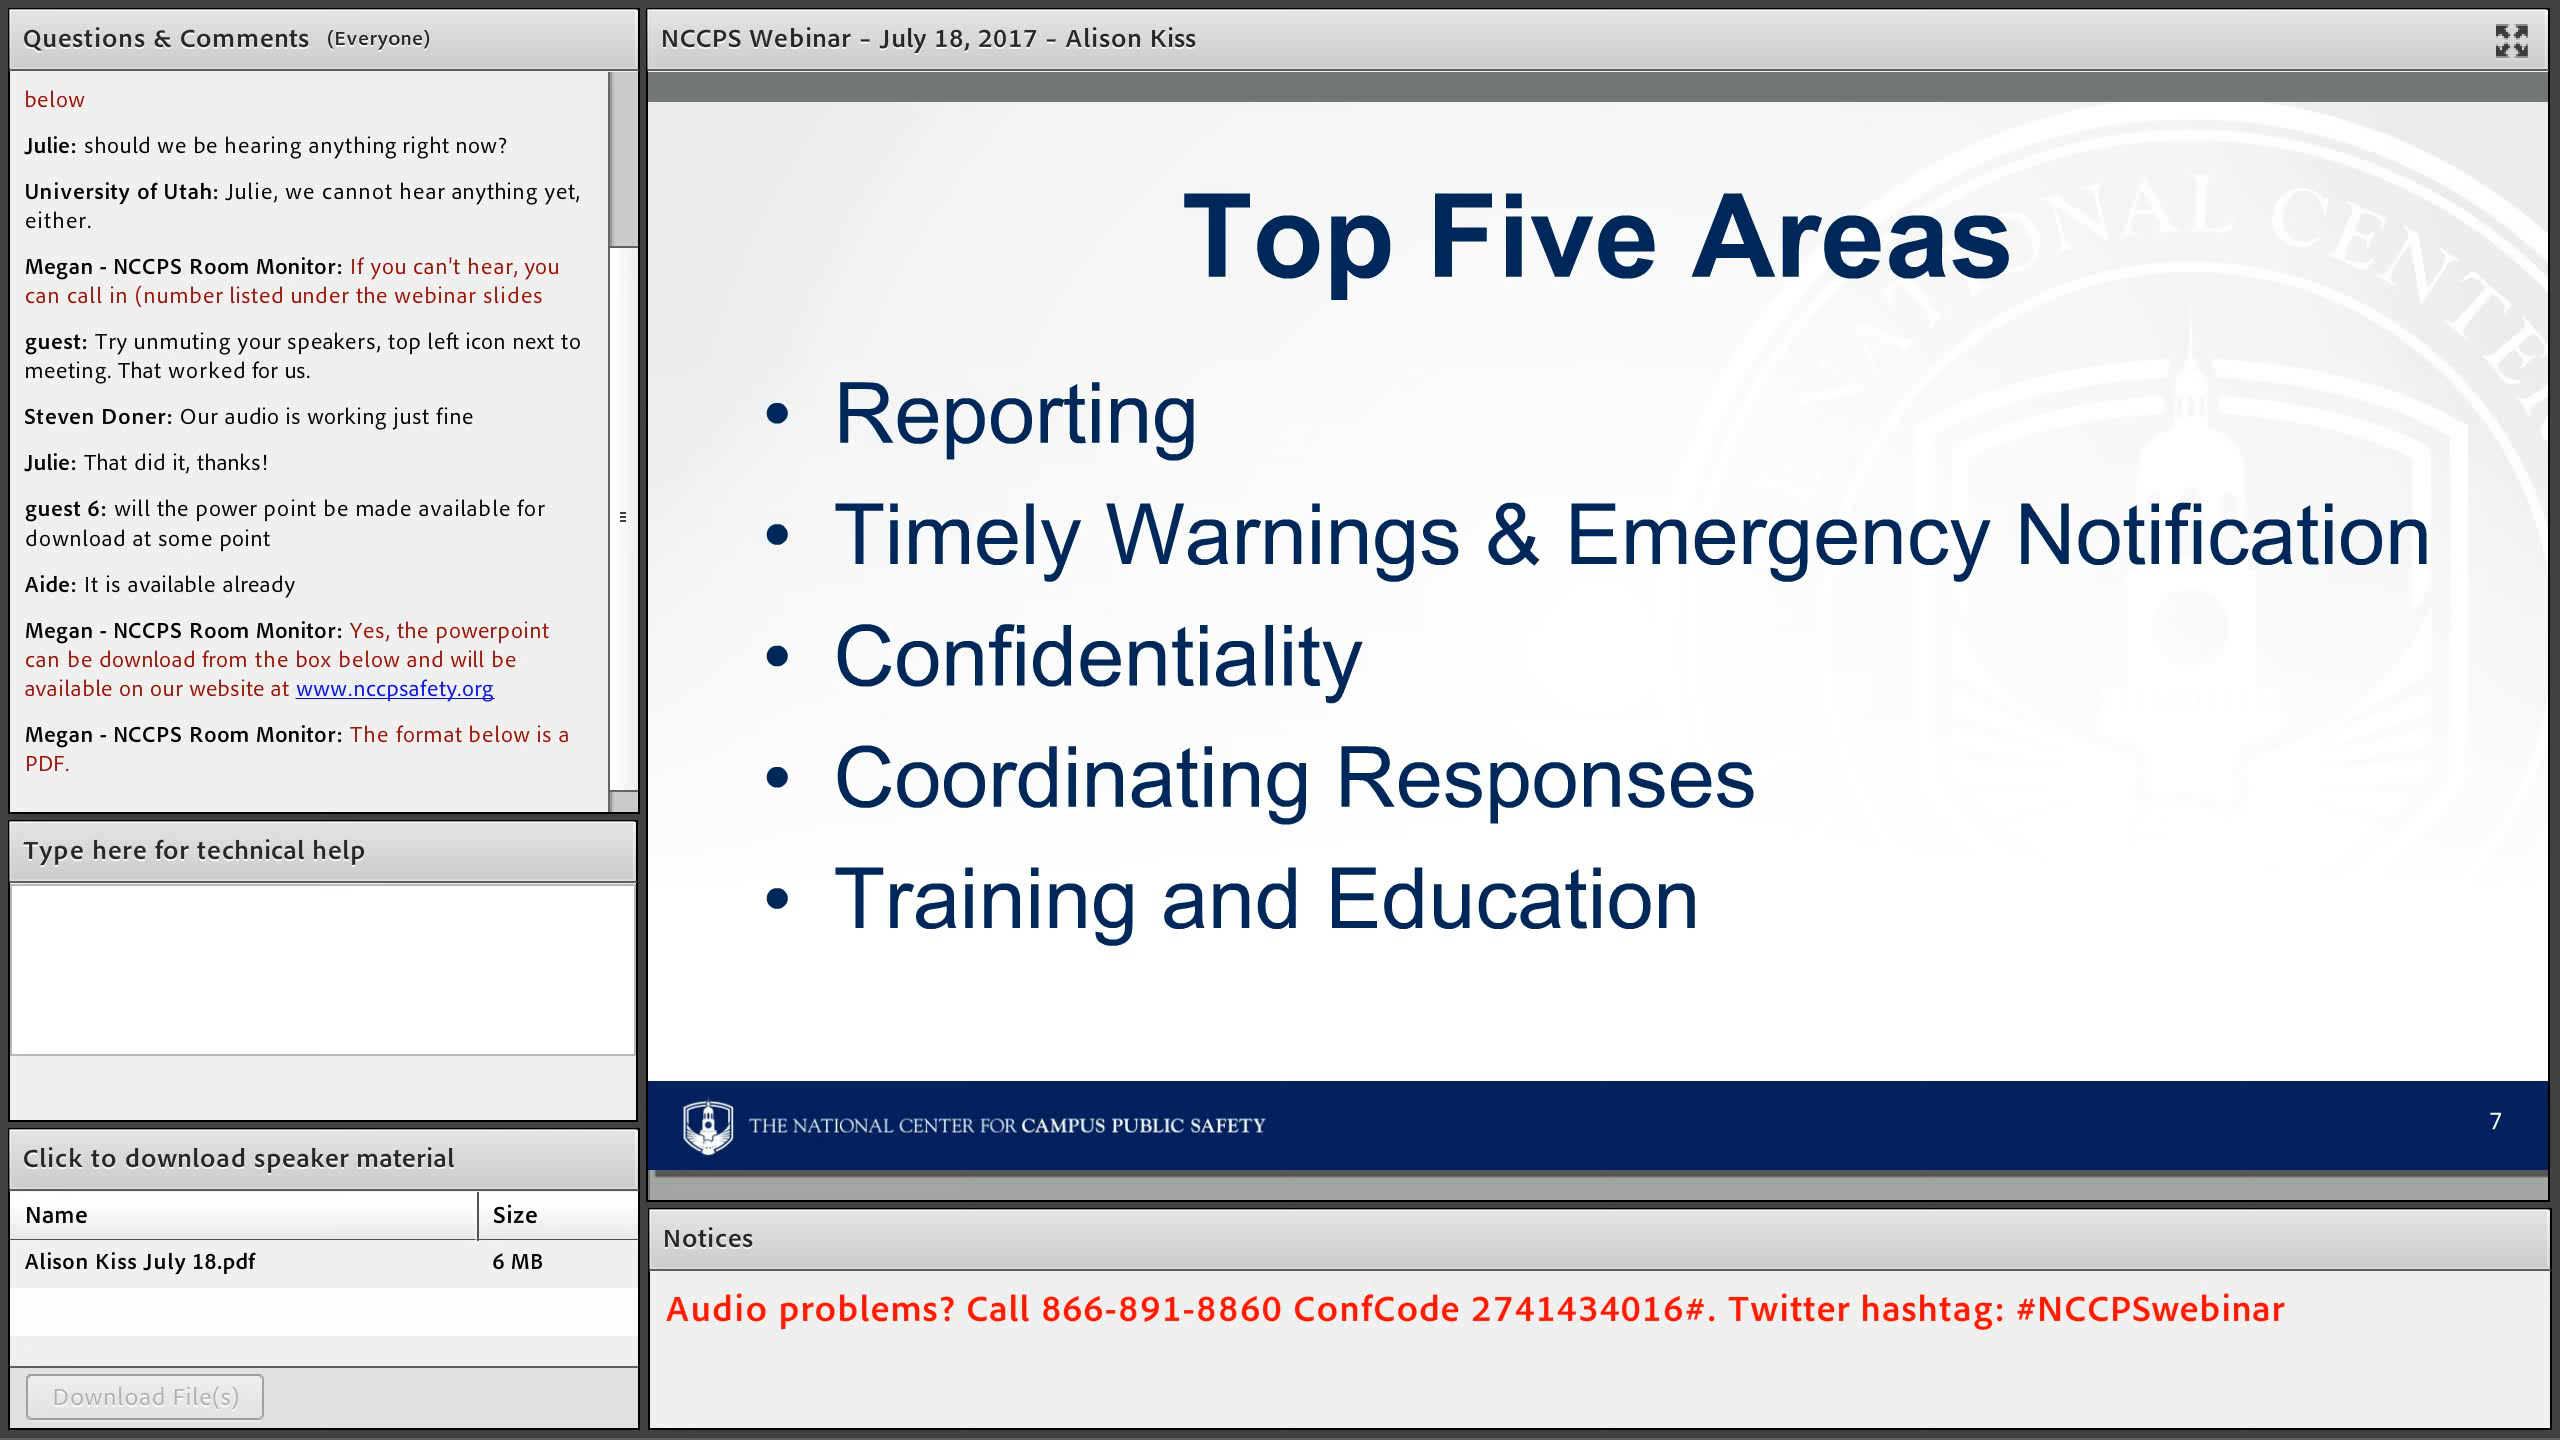 Questions & Comments (Everyone)
below
Julie: should we be hearing anything right now?
University of Utah: Julie, we cannot hear anything yet,
either.
Megan - NCCPS Room Monitor: If you can't hear, you
can call in (number listed under the webinar slides
guest: Try unmuting your speakers, top left icon next to
meeting. That worked for us.
Steven Doner: Our audio is working just fine
Julie: That did it, thanks!
guest 6: will the power point be made available for
download at some point
Aide: It is available already
Megan - NCCPS Room Monitor: Yes, the powerpoint
can be download from the box below and will be
available on our website at www.nccpsafety.org
Megan - NCCPS Room Monitor: The format below is a
PDF.
Type here for technical help
Click to download speaker material
Name Size
Alison Kiss July 18.pdf 6 MB
Download File(s)
NCCPS Webinar – July 18, 2017 – Alison Kiss
NATIONAL CENTER
Top Five Areas
• Reporting
• Timely Warnings & Emergency Notification
• Confidentiality
• Coordinating Responses
• Training and Education
THE NATIONAL CENTER FOR CAMPUS PUBLIC SAFETY
7
Notices
Audio problems? Call 866-891-8860 ConfCode 2741434016#. Twitter hashtag: #NCCPSwebinar